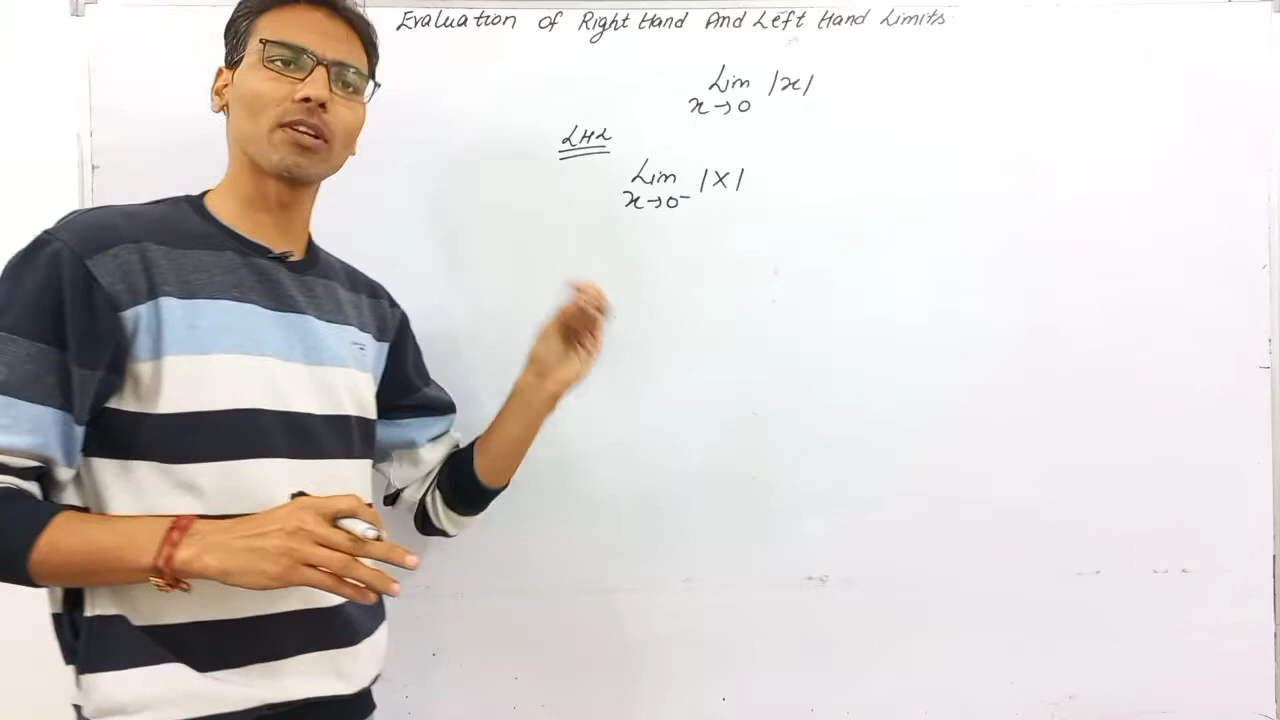 Evaluation of Right Hand And Left Hand Limits
Lim |x|
x→0
LHL
Lim |x|
x→0⁻